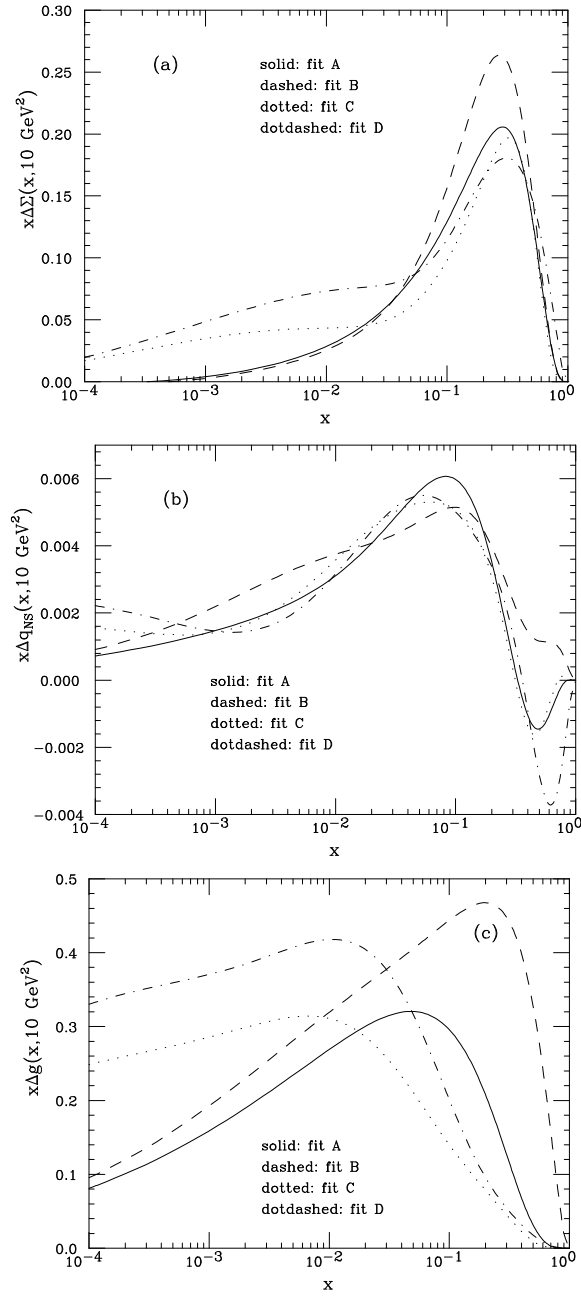 0.30
(a)
solid: fit A
dashed: fit B
dotted: fit C
dotdashed: fit D
0.25
0.20
0.15
0.10
0.05
0.00
xΔΣ(x,10 GeV²)
10⁻⁴ 10⁻³ 10⁻² 10⁻¹ 10⁰
x
(b)
0.006
0.004
0.002
0.000
−0.002
−0.004
xΔq_NS(x,10 GeV²)
solid: fit A
dashed: fit B
dotted: fit C
dotdashed: fit D
10⁻⁴ 10⁻³ 10⁻² 10⁻¹ 10⁰
x
0.5
(c)
0.4
0.3
0.2
0.1
0.0
xΔg(x,10 GeV²)
solid: fit A
dashed: fit B
dotted: fit C
dotdashed: fit D
10⁻⁴ 10⁻³ 10⁻² 10⁻¹ 10⁰
x